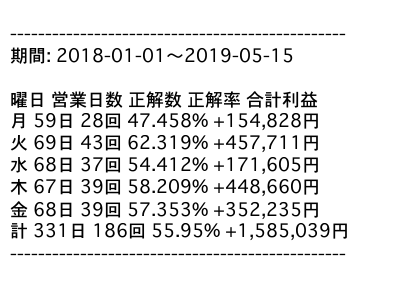 ------------------------------------------------
期間: 2018-01-01〜2019-05-15
曜日 営業日数 正解数 正解率 合計利益
月 59日 28回 47.458% +154,828円
火 69日 43回 62.319% +457,711円
水 68日 37回 54.412% +171,605円
木 67日 39回 58.209% +448,660円
金 68日 39回 57.353% +352,235円
計 331日 186回 55.95% +1,585,039円
------------------------------------------------